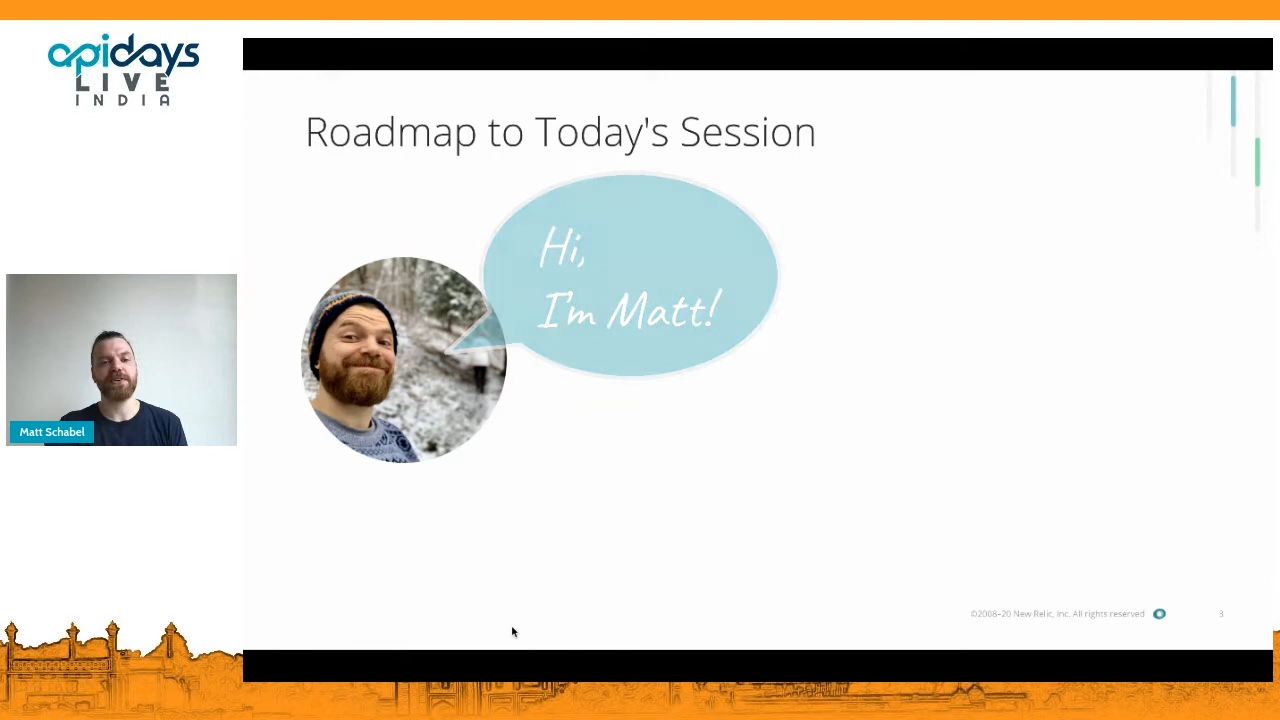 apidays
LIVE
INDIA
Roadmap to Today's Session
Hi,
I'm Matt!
Matt Schabel
©2008–20 New Relic, Inc. All rights reserved
3